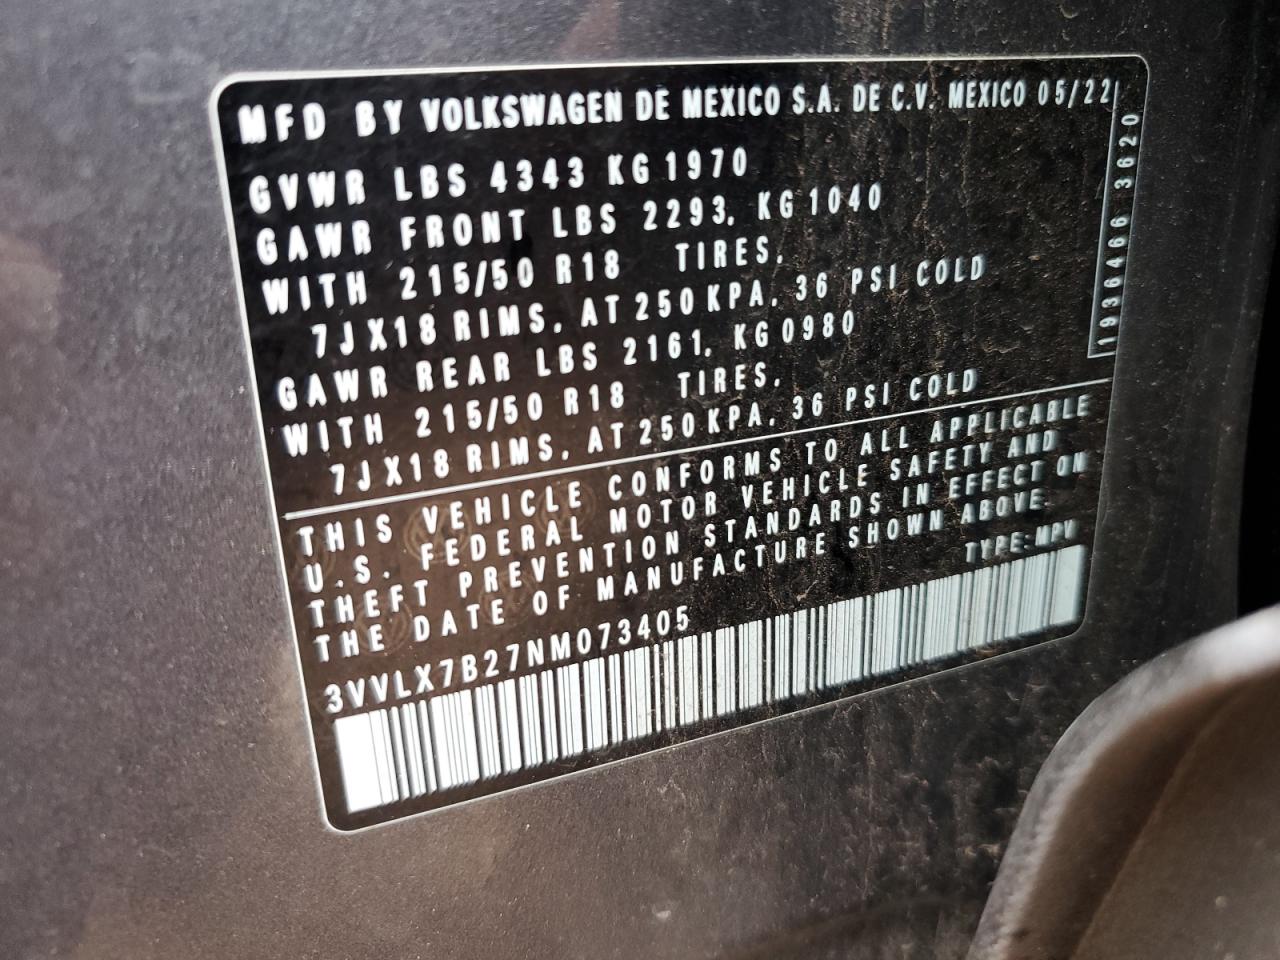 MFD BY VOLKSWAGEN DE MEXICO S.A. DE C.V. MEXICO 05/22
GVWR LBS 4343 KG 1970
GAWR FRONT LBS 2293, KG 1040
WITH 215/50 R18 TIRES,
7JX18 RIMS, AT 250 KPA, 36 PSI COLD
GAWR REAR LBS 2161, KG 0980
WITH 215/50 R18 TIRES,
7JX18 RIMS, AT 250 KPA, 36 PSI COLD
1936466 3620
THIS VEHICLE CONFORMS TO ALL APPLICABLE
U.S. FEDERAL MOTOR VEHICLE SAFETY AND
THEFT PREVENTION STANDARDS IN EFFECT ON
THE DATE OF MANUFACTURE SHOWN ABOVE.
TYPE: MPV
3VVLX7B27NM073405